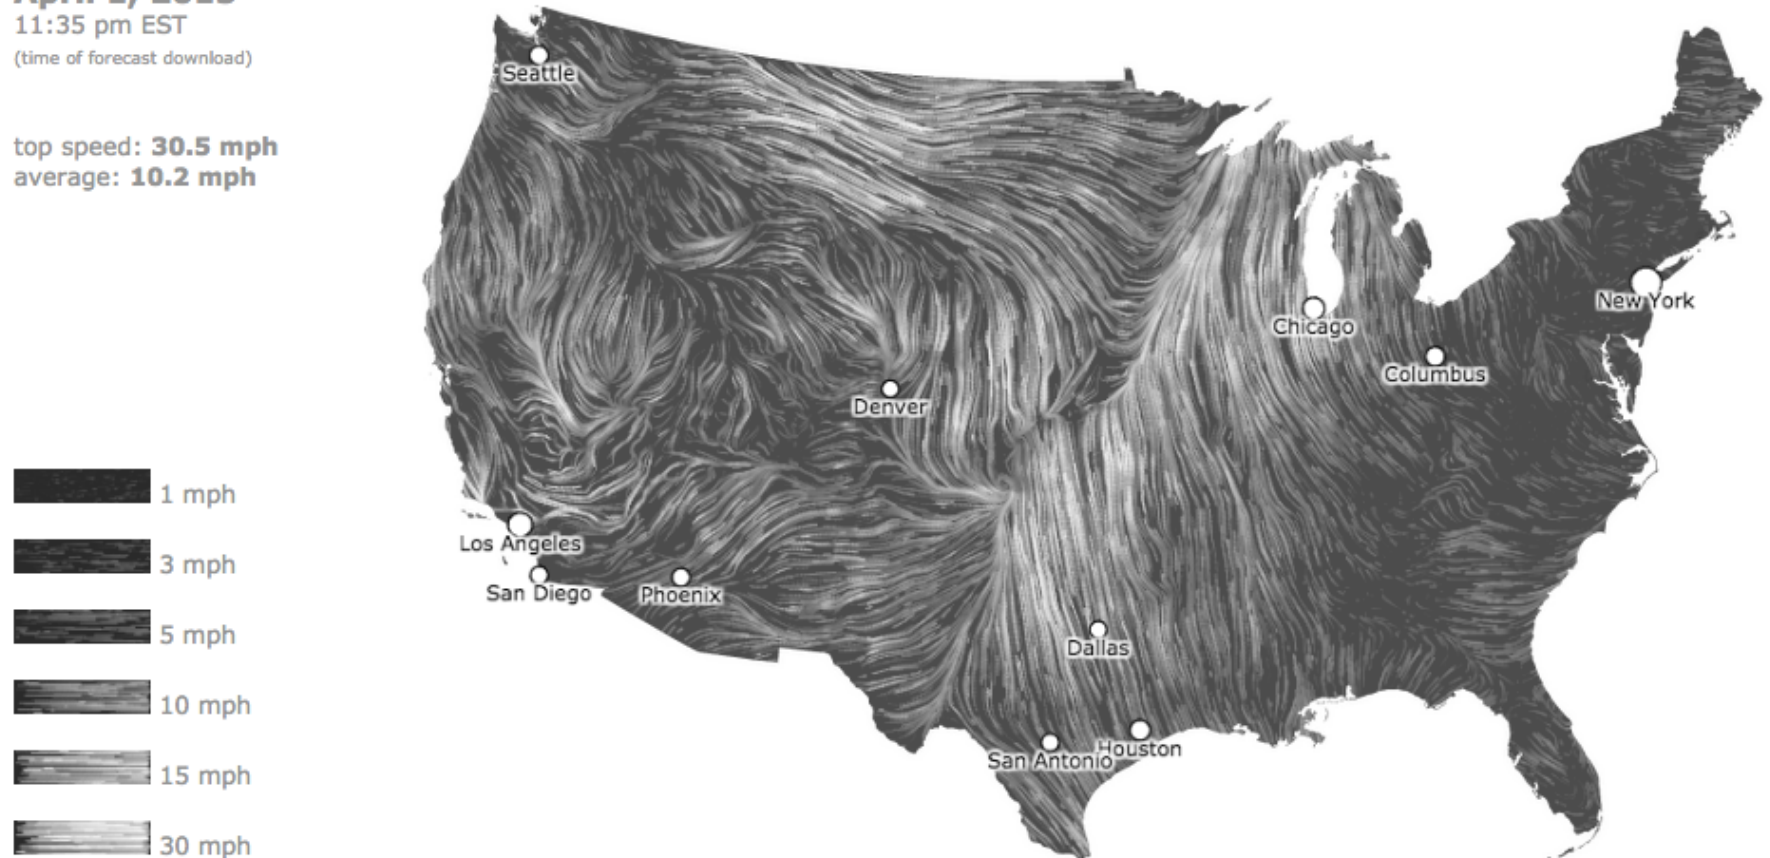 11:35 pm EST
(time of forecast download)
top speed: 30.5 mph
average: 10.2 mph
1 mph
3 mph
5 mph
10 mph
15 mph
30 mph
Seattle
New York
Chicago
Columbus
Denver
Los Angeles
San Diego
Phoenix
Dallas
Houston
San Antonio